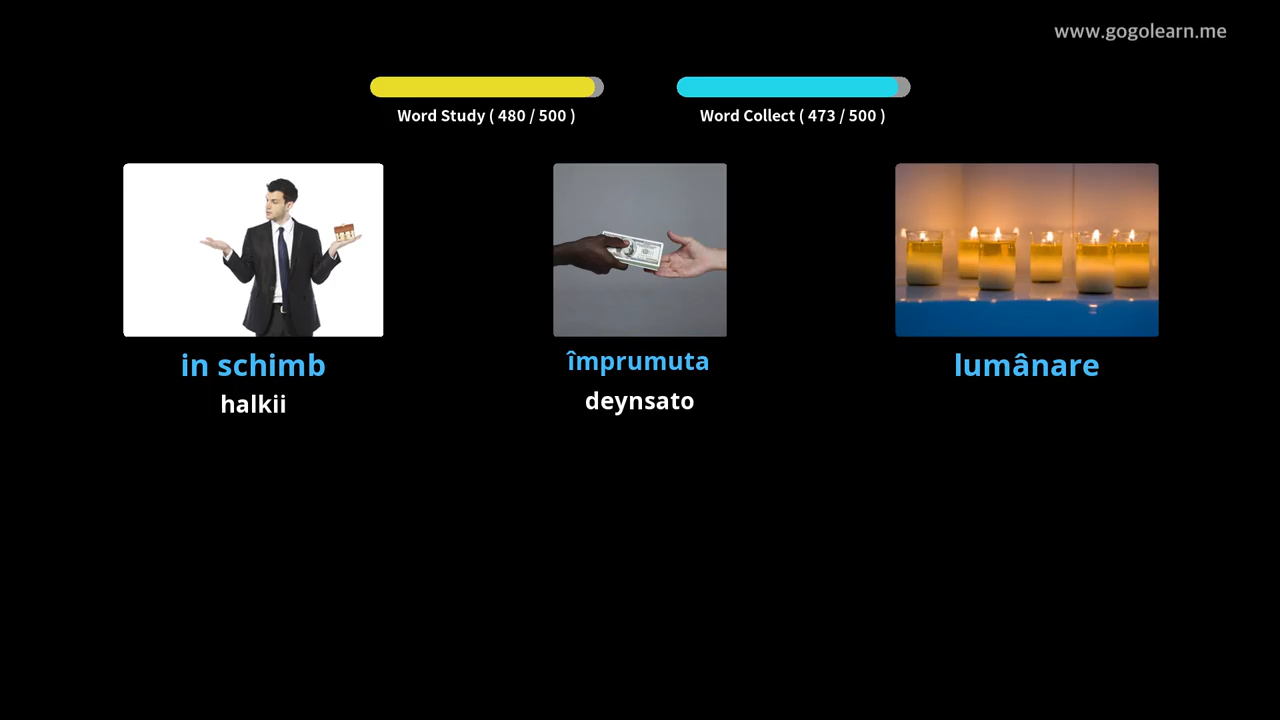 www.gogolearn.me
Word Study ( 480 / 500 )
Word Collect ( 473 / 500 )
in schimb
halkii
împrumuta
deynsato
lumânare